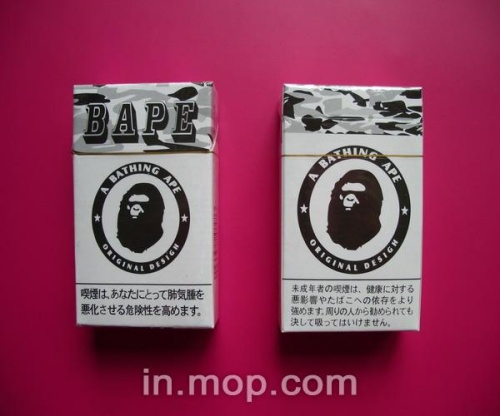 BAPE
A BATHING APE
ORIGINAL DESIGN
喫煙は、あなたにとって肺気腫を
悪化させる危険性を高めます。
A BATHING APE
ORIGINAL DESIGN
未成年者の喫煙は、健康に対する
悪影響やたばこへの依存をより
強めます。周りの人から勧められても
決して吸ってはいけません。
in.mop.com